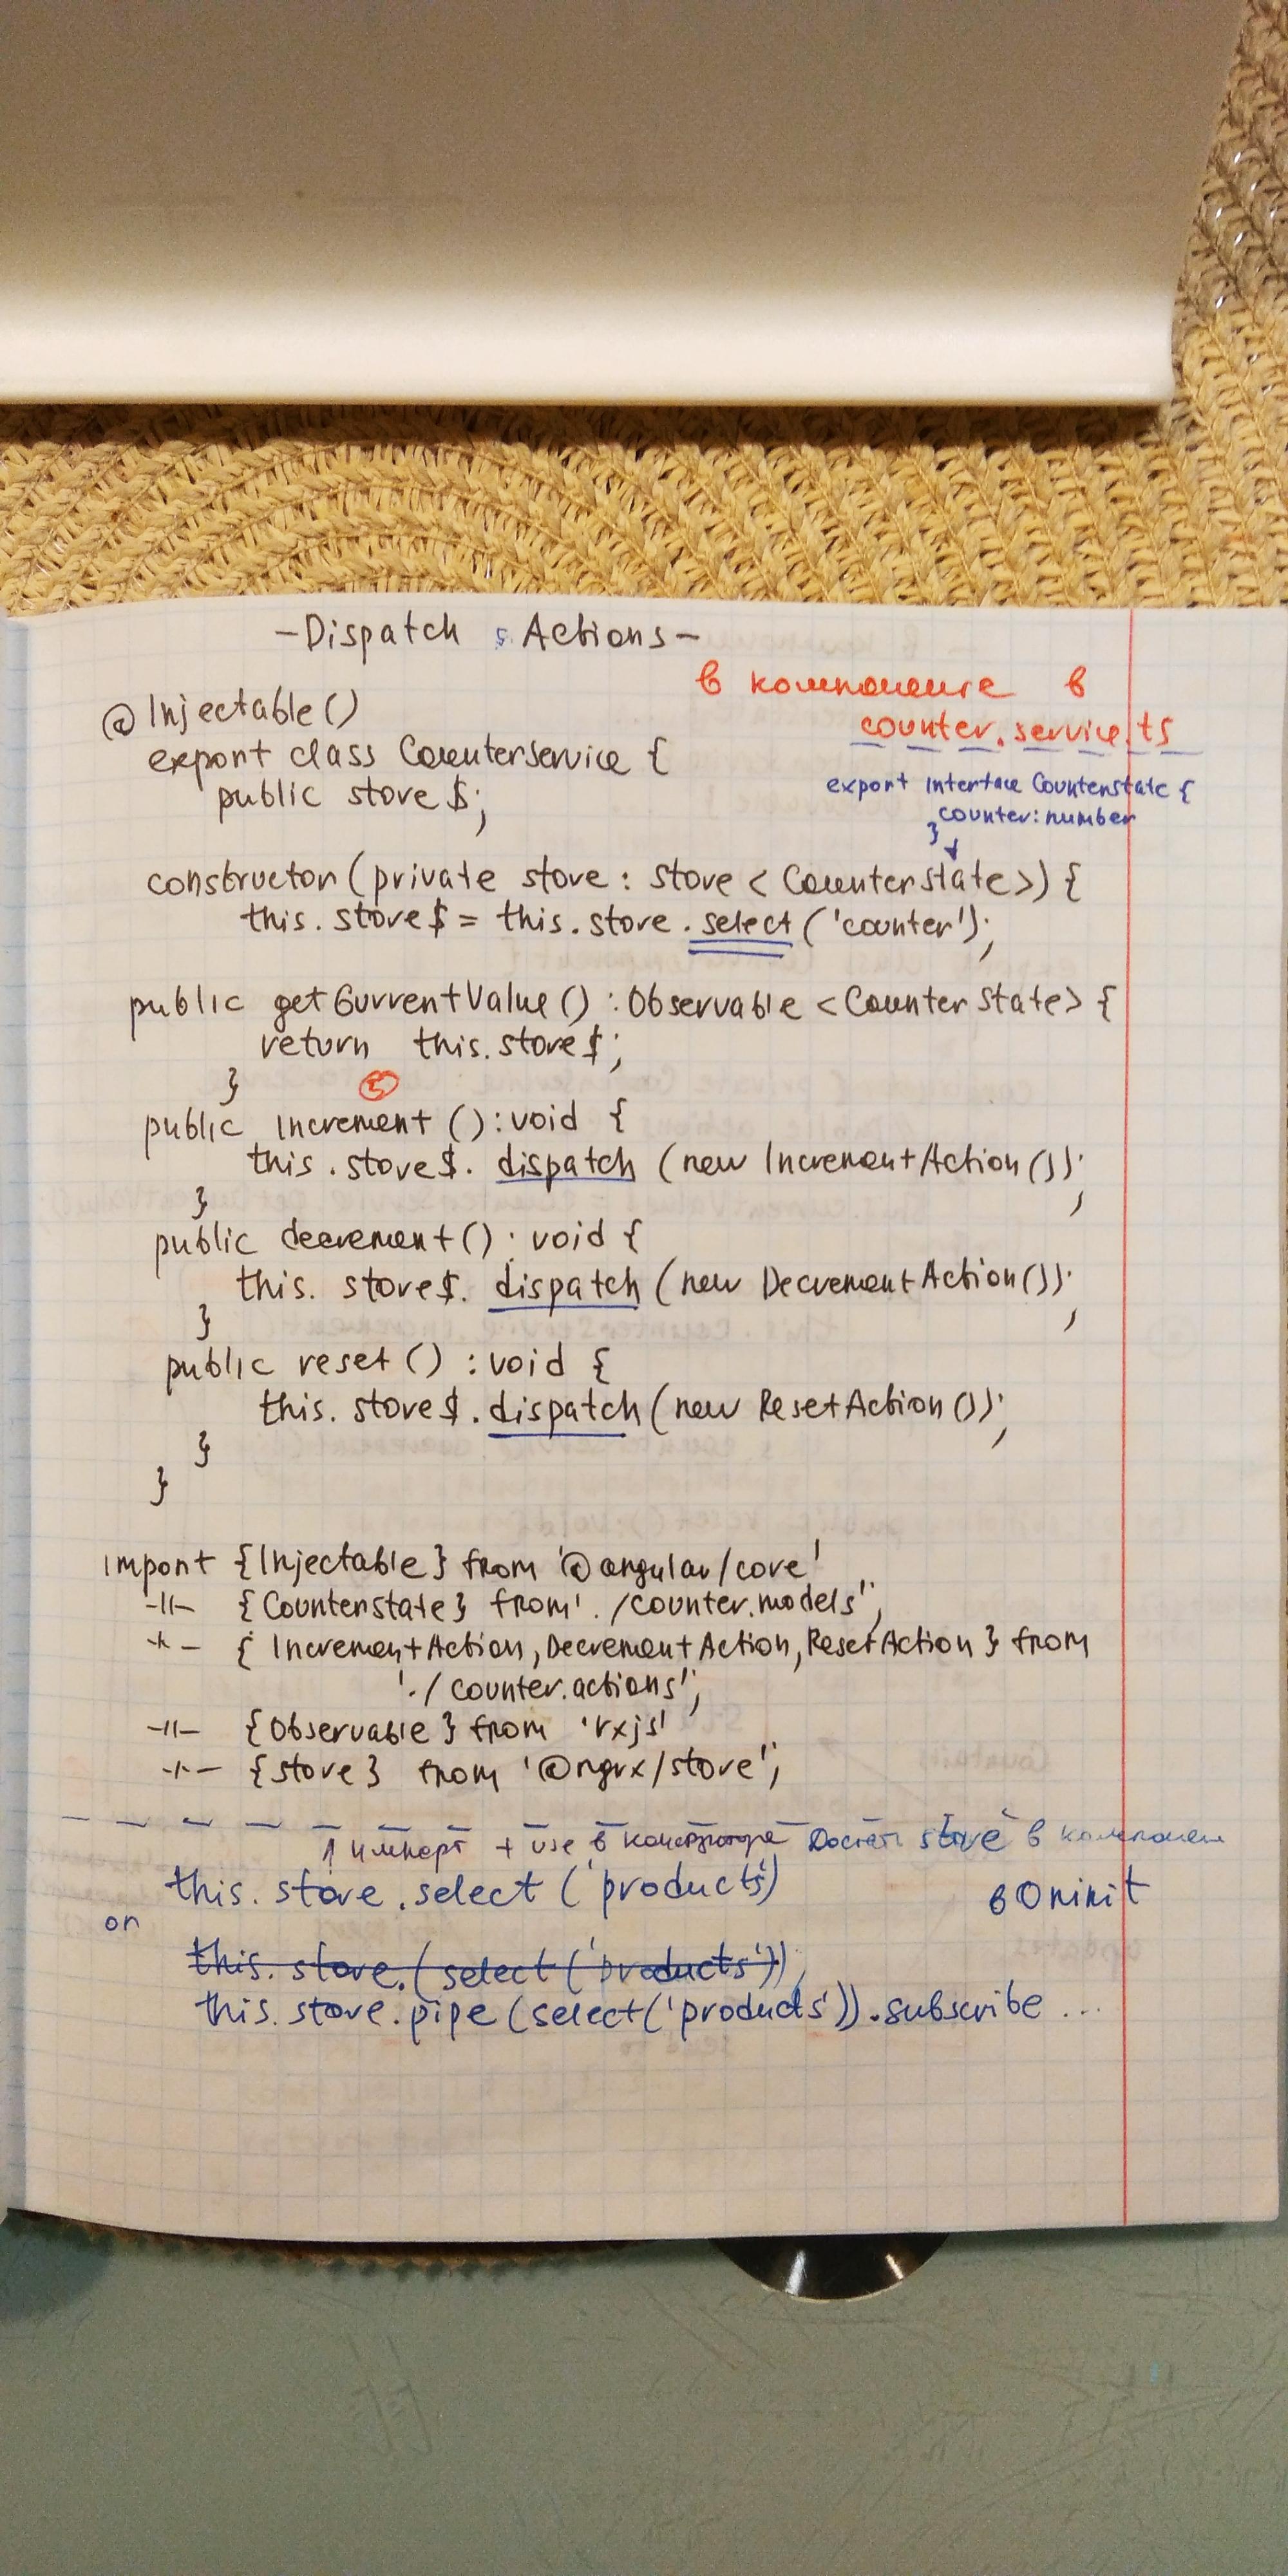 -Dispatch Actions-
в компоненте в
counter.service.ts
@Injectable()
export class Counterservice {
public store$;
export interface Counterstate {
counter: number
}
constructor(private store: Store<CounterState>) {
this.store$ = this.store.select('counter');
public getCurrentValue(): Observable<CounterState> {
return this.store$;
}
5
public increment(): void {
this.store$.dispatch(new IncrementAction());
}
public decrement(): void {
this.store$.dispatch(new DecrementAction());
}
public reset(): void {
this.store$.dispatch(new ResetAction());
}
}
import {Injectable} from '@angular/core'
-||- {Counterstate} from './counter.models';
-||- { IncrementAction, DecrementAction, ResetAction } from
'./counter.actions';
-||- {Observable} from 'rxjs'
-||- {store} from '@ngrx/store';
1 импорт + use в конструкторе Достать store в компонен
this.store.select('products')
в Oninit
or
this.store.(select('products'));
this.store.pipe(select('products')).subscribe ...